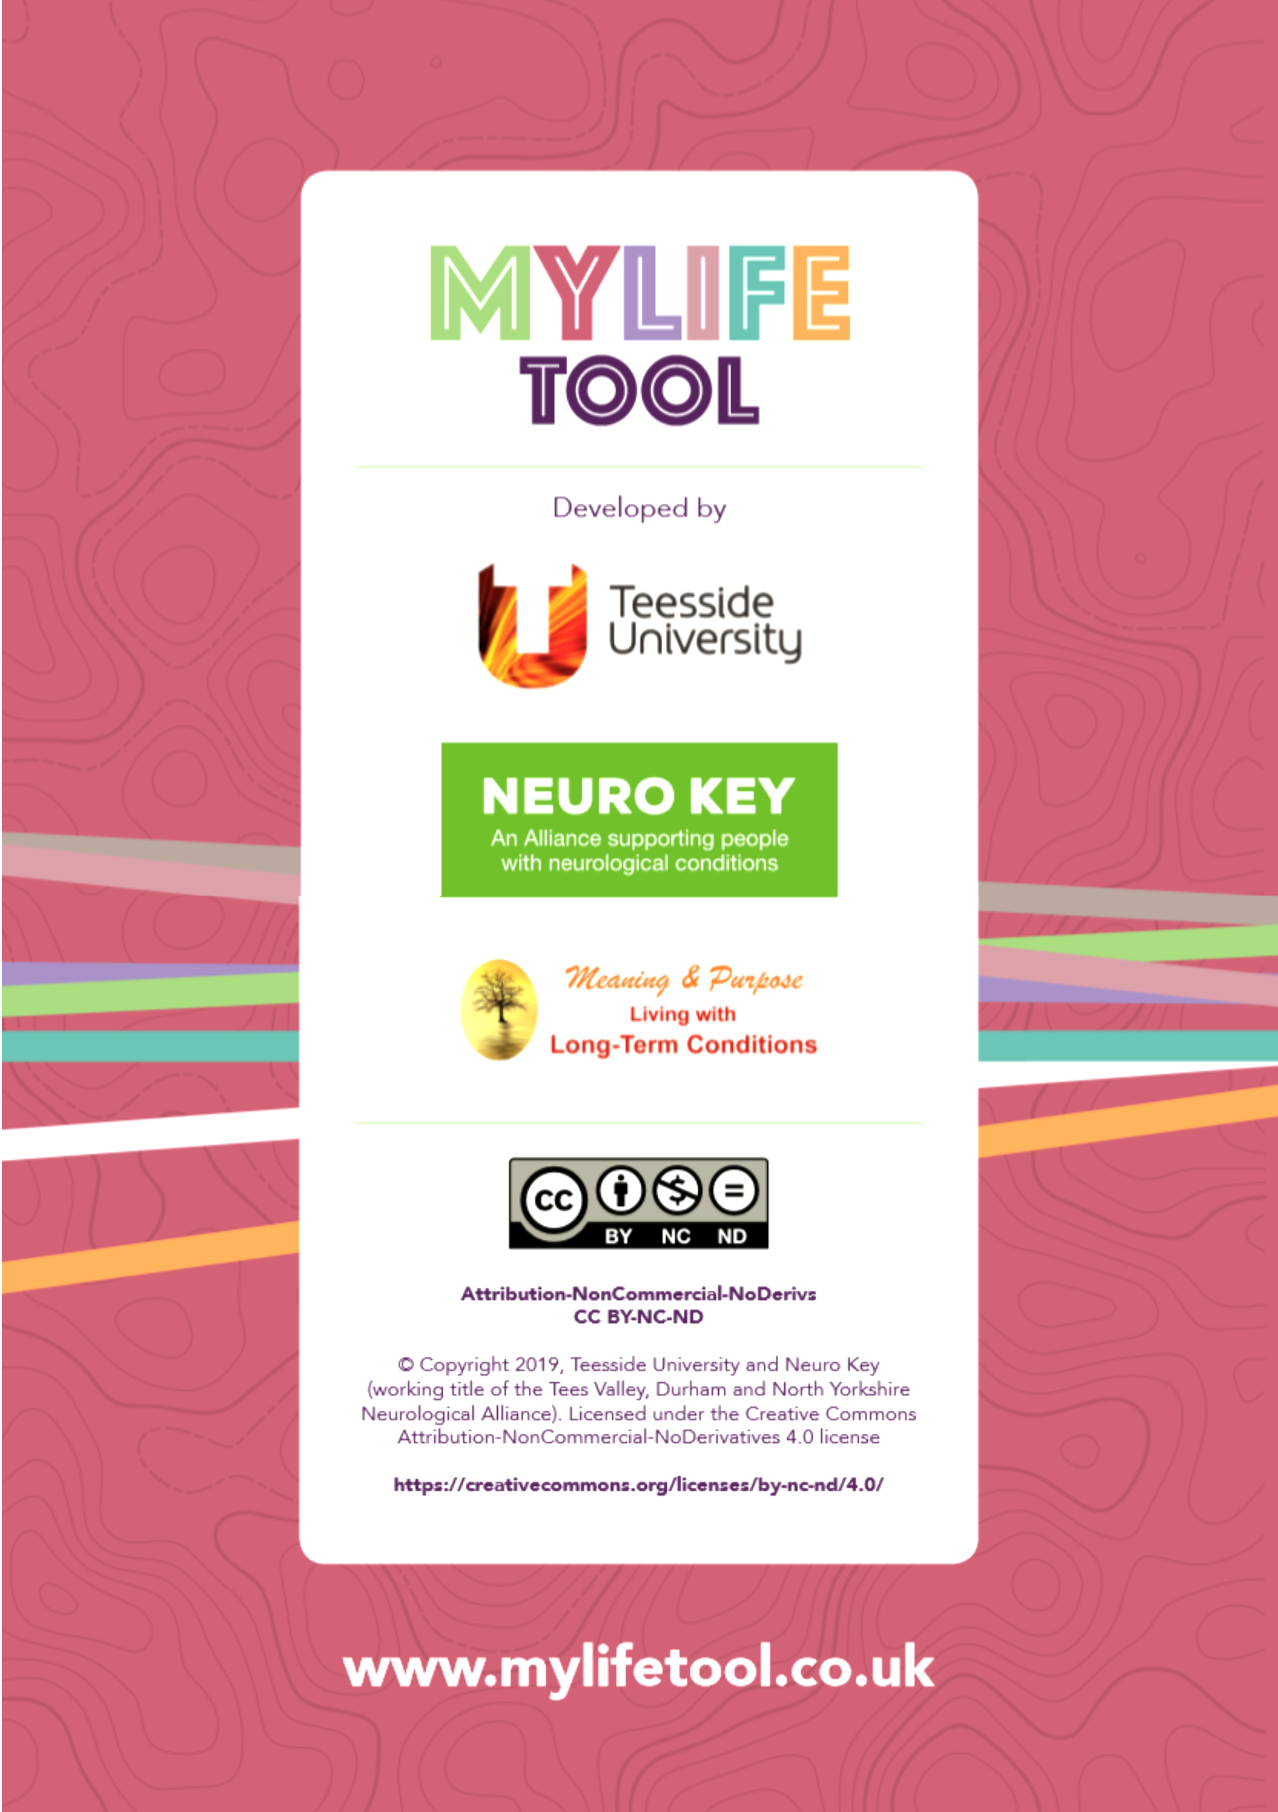 MYLIFE
TOOL
Developed by
Teesside
University
NEURO KEY
An Alliance supporting people
with neurological conditions
Meaning & Purpose
Living with
Long-Term Conditions
CC BY NC ND
Attribution-NonCommercial-NoDerivs
CC BY-NC-ND
© Copyright 2019, Teesside University and Neuro Key
(working title of the Tees Valley, Durham and North Yorkshire
Neurological Alliance). Licensed under the Creative Commons
Attribution-NonCommercial-NoDerivatives 4.0 license
https://creativecommons.org/licenses/by-nc-nd/4.0/
www.mylifetool.co.uk